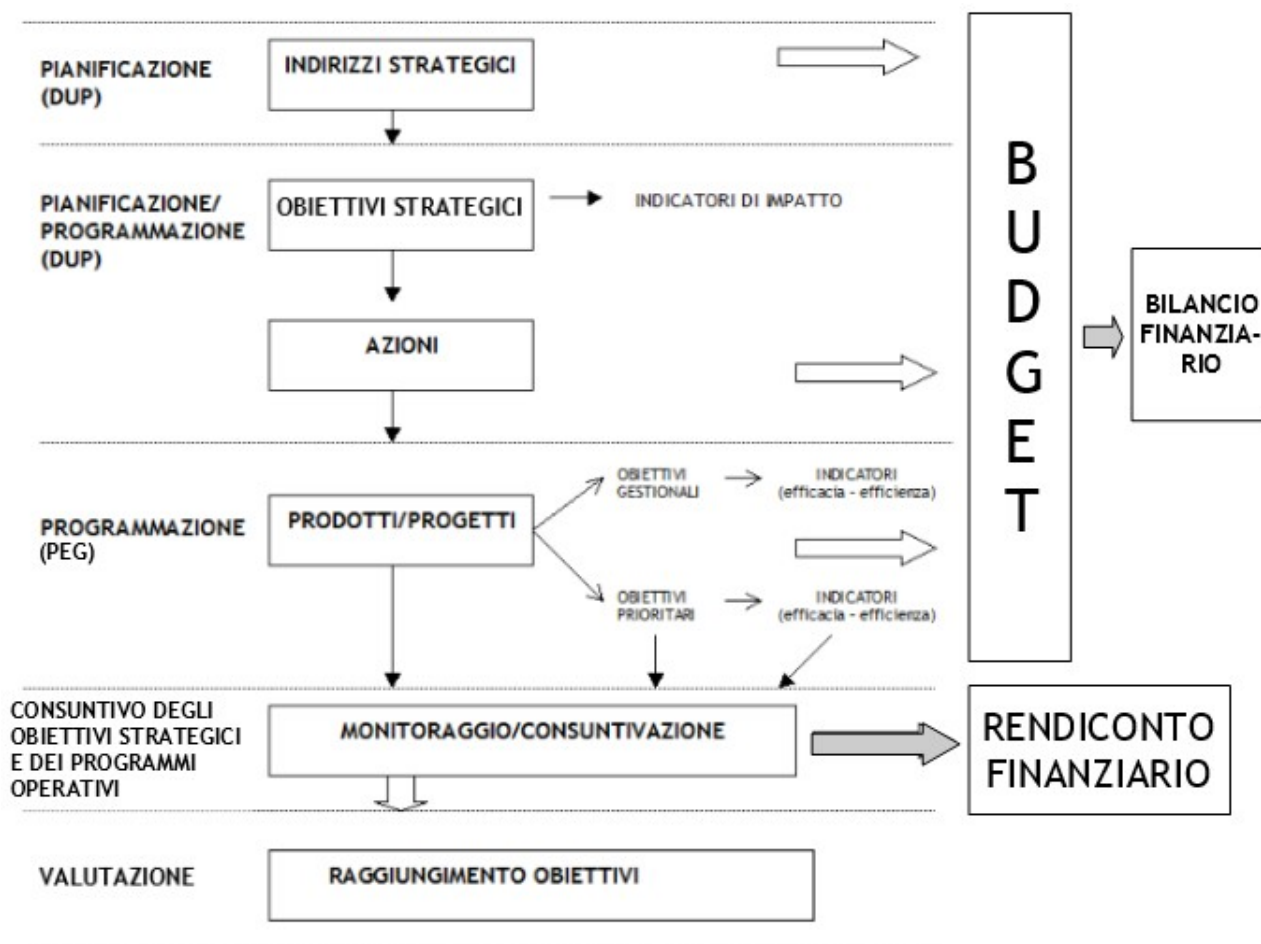 PIANIFICAZIONE
(DUP)
INDIRIZZI STRATEGICI
PIANIFICAZIONE/
PROGRAMMAZIONE
(DUP)
OBIETTIVI STRATEGICI
INDICATORI DI IMPATTO
AZIONI
PROGRAMMAZIONE
(PEG)
PRODOTTI/PROGETTI
OBIETTIVI
GESTIONALI
INDICATORI
(efficacia - efficienza)
OBIETTIVI
PRIORITARI
INDICATORI
(efficacia - efficienza)
B
U
D
G
E
T
BILANCIO
FINANZIA-
RIO
CONSUNTIVO DEGLI
OBIETTIVI STRATEGICI
E DEI PROGRAMMI
OPERATIVI
MONITORAGGIO/CONSUNTIVAZIONE
RENDICONTO
FINANZIARIO
VALUTAZIONE
RAGGIUNGIMENTO OBIETTIVI